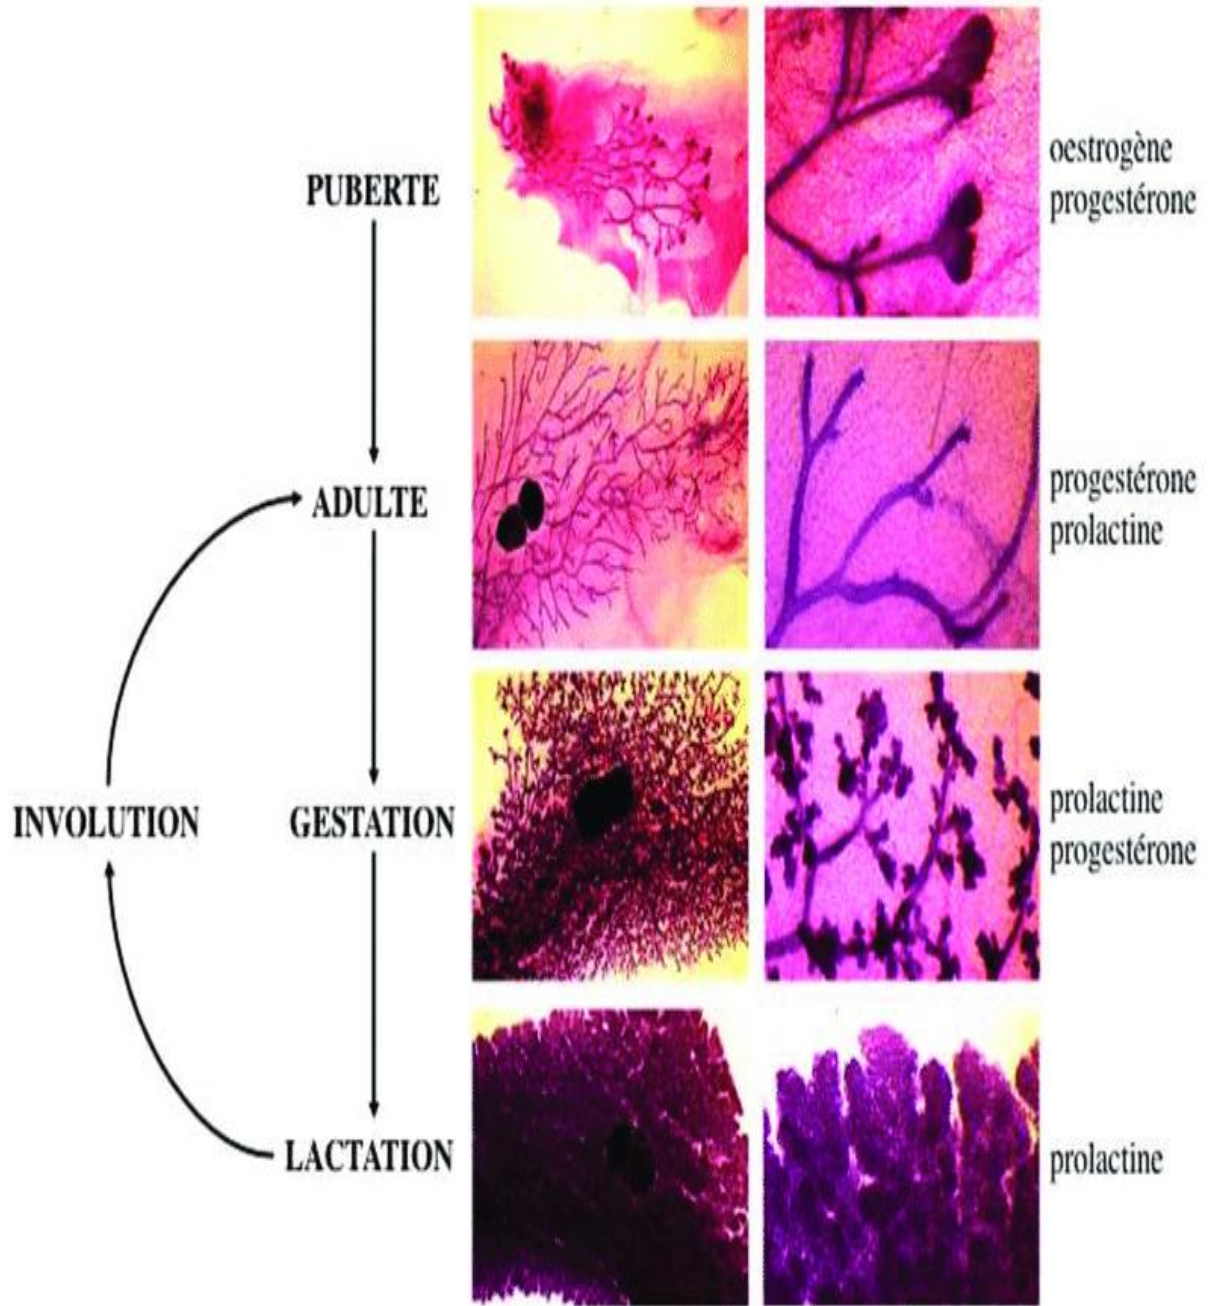 PUBERTE
oestrogène
progestérone
ADULTE
progestérone
prolactine
INVOLUTION
GESTATION
prolactine
progestérone
LACTATION
prolactine